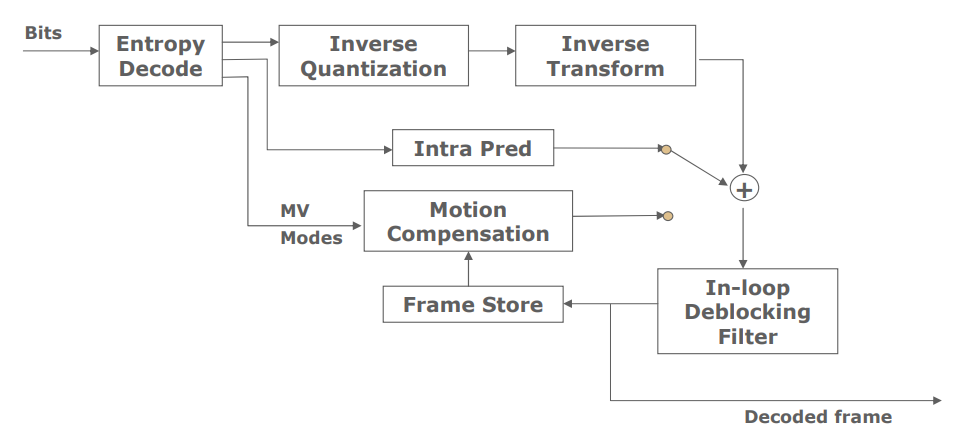 Bits
Entropy
Decode
Inverse
Quantization
Inverse
Transform
Intra Pred
+
MV
Modes
Motion
Compensation
Frame Store
In-loop
Deblocking
Filter
Decoded frame